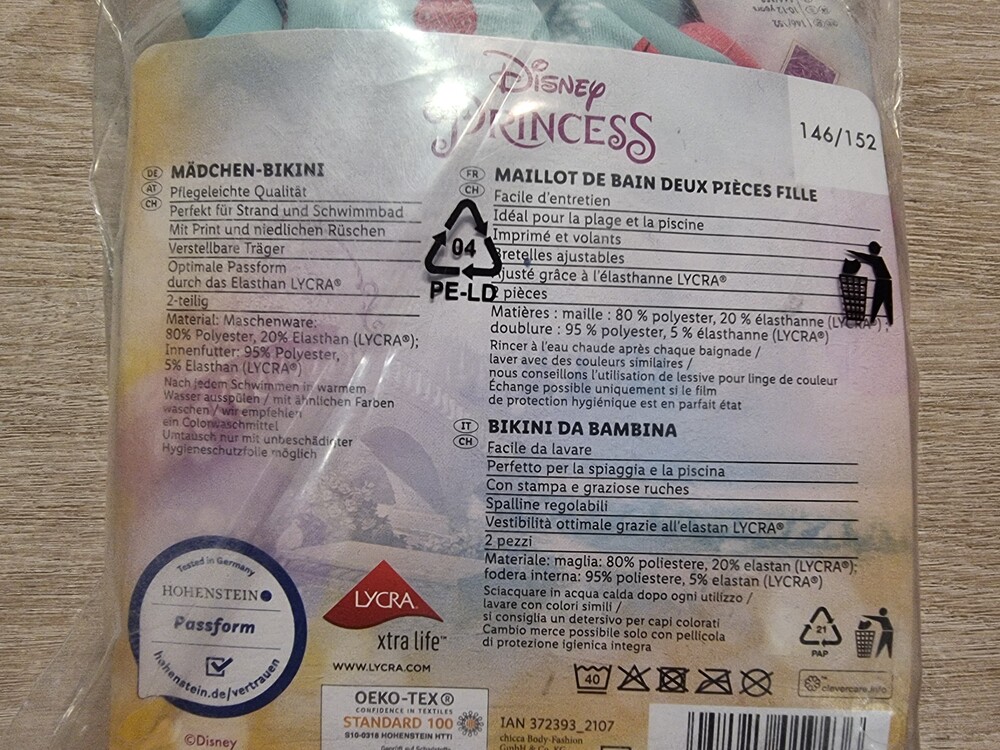 146/152
10-12 years
DISNEY
PRINCESS
146/152
DE
AT
CH
MÄDCHEN-BIKINI
Pflegeleichte Qualität
Perfekt für Strand und Schwimmbad
Mit Print und niedlichen Rüschen
Verstellbare Träger
Optimale Passform
durch das Elasthan LYCRA®
2-teilig
Material: Maschenware:
80% Polyester, 20% Elasthan (LYCRA®);
Innenfutter: 95% Polyester,
5% Elasthan (LYCRA®)
Nach jedem Schwimmen in warmem
Wasser ausspülen / mit ähnlichen Farben
waschen / wir empfehlen
ein Colorwaschmittel
Umtausch nur mit unbeschädigter
Hygieneschutzfolie möglich
04
PE-LD
FR
CH
MAILLOT DE BAIN DEUX PIÈCES FILLE
Facile d'entretien
Idéal pour la plage et la piscine
Imprimé et volants
Bretelles ajustables
Ajusté grâce à l'élasthanne LYCRA®
2 pièces
Matières : maille : 80 % polyester, 20 % élasthanne (LYCRA®) ;
doublure : 95 % polyester, 5 % élasthanne (LYCRA®)
Rincer à l'eau chaude après chaque baignade /
laver avec des couleurs similaires /
nous conseillons l'utilisation de lessive pour linge de couleur
Échange possible uniquement si le film
de protection hygiénique est en parfait état
IT
CH
BIKINI DA BAMBINA
Facile da lavare
Perfetto per la spiaggia e la piscina
Con stampa e graziose ruches
Spalline regolabili
Vestibilità ottimale grazie all'elastan LYCRA®
2 pezzi
Materiale: maglia: 80% poliestere, 20% elastan (LYCRA®);
fodera interna: 95% poliestere, 5% elastan (LYCRA®)
Sciacquare in acqua calda dopo ogni utilizzo /
lavare con colori simili /
si consiglia un detersivo per capi colorati
Cambio merce possibile solo con pellicola
di protezione igienica integra
Tested in Germany
HOHENSTEIN
Passform
hohenstein.de/vertrauen
LYCRA
xtra life™
WWW.LYCRA.COM
21
PAP
40
clevercare.info
OEKO-TEX®
CONFIDENCE IN TEXTILES
STANDARD 100
S10-0318 HOHENSTEIN HTTI
IAN 372393_2107
chicca Body-Fashion
GmbH & Co. KG
©Disney